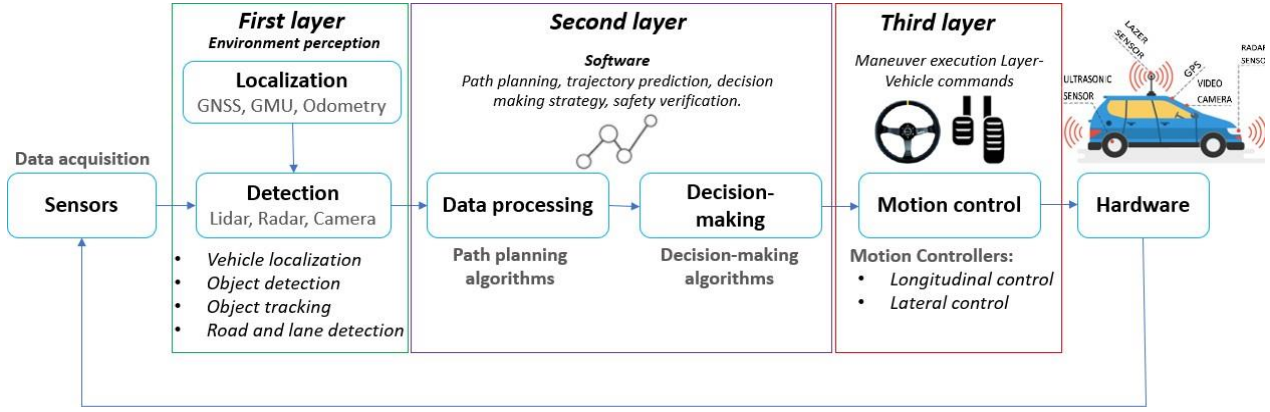 First layer
Environment perception
Localization
GNSS, GMU, Odometry
Data acquisition
Sensors
Detection
Lidar, Radar, Camera
• Vehicle localization
• Object detection
• Object tracking
• Road and lane detection
Second layer
Software
Path planning, trajectory prediction, decision
making strategy, safety verification.
Data processing
Path planning
algorithms
Decision-
making
Decision-making
algorithms
Third layer
Maneuver execution Layer-
Vehicle commands
Motion control
Motion Controllers:
• Longitudinal control
• Lateral control
LAZER
SENSOR
ULTRASONIC
SENSOR
GPS
VIDEO
CAMERA
RADAR
SENSO
Hardware